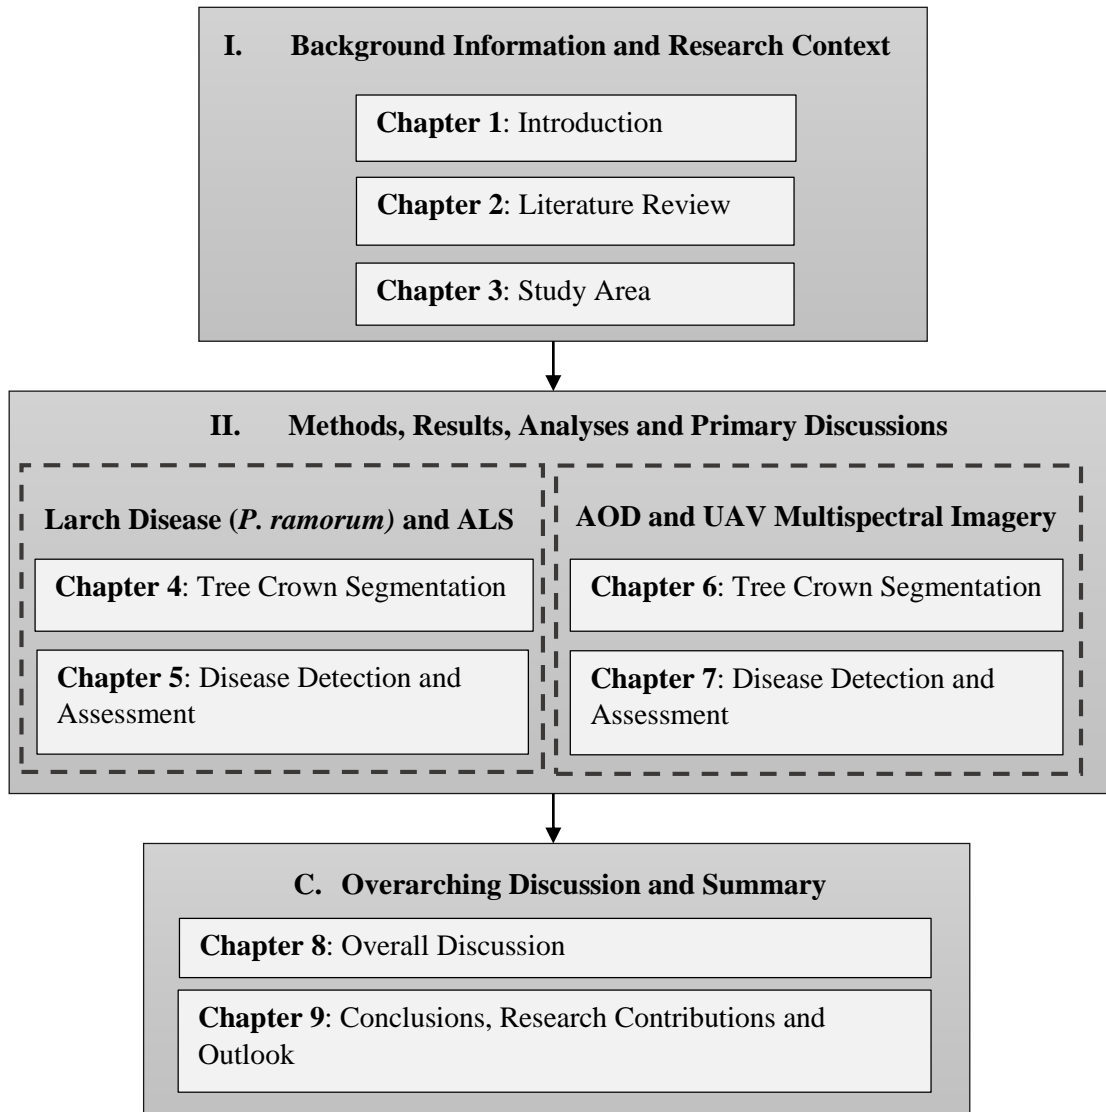 I. Background Information and Research Context
Chapter 1: Introduction
Chapter 2: Literature Review
Chapter 3: Study Area
II. Methods, Results, Analyses and Primary Discussions
Larch Disease (P. ramorum) and ALS
Chapter 4: Tree Crown Segmentation
Chapter 5: Disease Detection and
Assessment
AOD and UAV Multispectral Imagery
Chapter 6: Tree Crown Segmentation
Chapter 7: Disease Detection and
Assessment
C. Overarching Discussion and Summary
Chapter 8: Overall Discussion
Chapter 9: Conclusions, Research Contributions and
Outlook